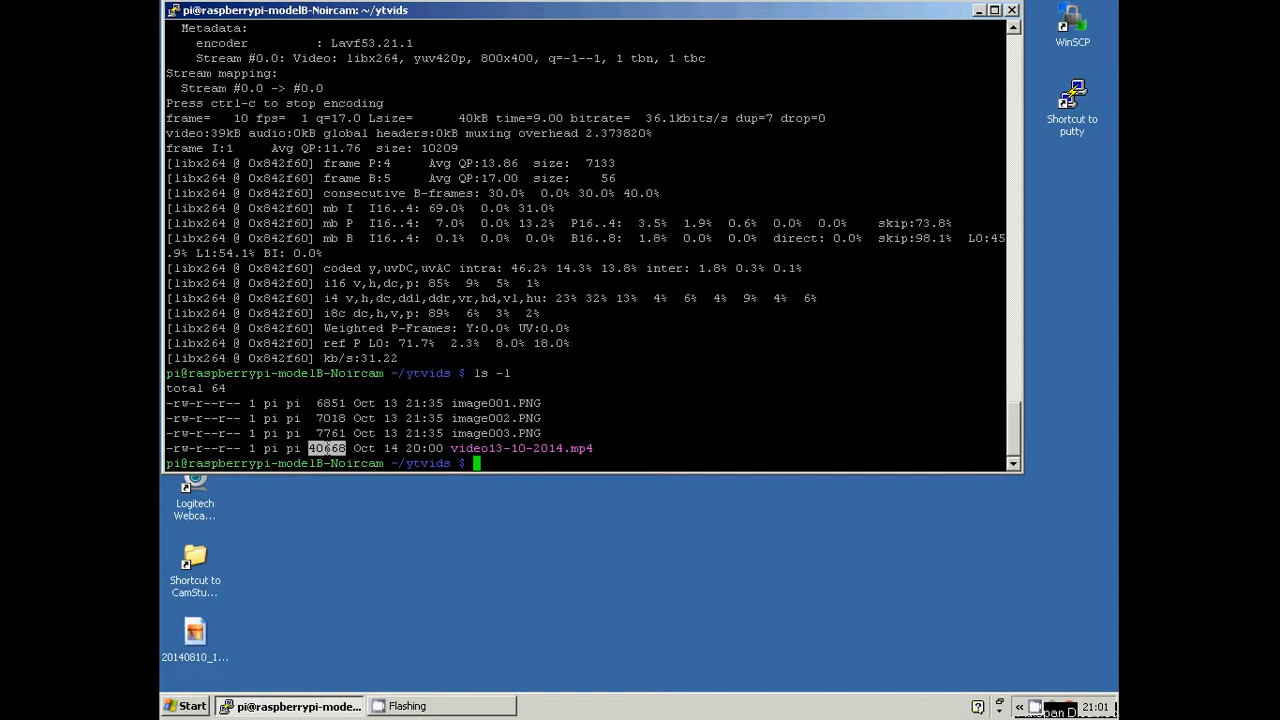 pi@raspberrypi-modelB-Noircam: ~/ytvids
Metadata:
encoder : Lavf53.21.1
Stream #0.0: Video: libx264, yuv420p, 800x400, q=-1--1, 1 tbn, 1 tbc
Stream mapping:
Stream #0.0 -> #0.0
Press ctrl-c to stop encoding
frame= 10 fps= 1 q=17.0 Lsize= 40kB time=9.00 bitrate= 36.1kbits/s dup=7 drop=0
video:39kB audio:0kB global headers:0kB muxing overhead 2.373820%
frame I:1 Avg QP:11.76 size: 10209
[libx264 @ 0x842f60] frame P:4 Avg QP:13.86 size: 7133
[libx264 @ 0x842f60] frame B:5 Avg QP:17.00 size: 56
[libx264 @ 0x842f60] consecutive B-frames: 30.0% 0.0% 30.0% 40.0%
[libx264 @ 0x842f60] mb I I16..4: 69.0% 0.0% 31.0%
[libx264 @ 0x842f60] mb P I16..4: 7.0% 0.0% 13.2% P16..4: 3.5% 1.9% 0.6% 0.0% 0.0% skip:73.8%
[libx264 @ 0x842f60] mb B I16..4: 0.1% 0.0% 0.0% B16..8: 1.8% 0.0% 0.0% direct: 0.0% skip:98.1% L0:45
.9% L1:54.1% BI: 0.0%
[libx264 @ 0x842f60] coded y,uvDC,uvAC intra: 46.2% 14.3% 13.8% inter: 1.8% 0.3% 0.1%
[libx264 @ 0x842f60] i16 v,h,dc,p: 85% 9% 5% 1%
[libx264 @ 0x842f60] i4 v,h,dc,ddl,ddr,vr,hd,vl,hu: 23% 32% 13% 4% 6% 4% 9% 4% 6%
[libx264 @ 0x842f60] i8c dc,h,v,p: 89% 6% 3% 2%
[libx264 @ 0x842f60] Weighted P-Frames: Y:0.0% UV:0.0%
[libx264 @ 0x842f60] ref P L0: 71.7% 2.3% 8.0% 18.0%
[libx264 @ 0x842f60] kb/s:31.22
pi@raspberrypi-modelB-Noircam ~/ytvids $ ls -l
total 64
-rw-r--r-- 1 pi pi 6851 Oct 13 21:35 image001.PNG
-rw-r--r-- 1 pi pi 7018 Oct 13 21:35 image002.PNG
-rw-r--r-- 1 pi pi 7761 Oct 13 21:35 image003.PNG
-rw-r--r-- 1 pi pi 40668 Oct 14 20:00 video13-10-2014.mp4
pi@raspberrypi-modelB-Noircam ~/ytvids $
WinSCP
Shortcut to
putty
Logitech
Webca...
Shortcut to
CamStu...
20140810_1...
Start
pi@raspberrypi-mode...
Flashing
21:01